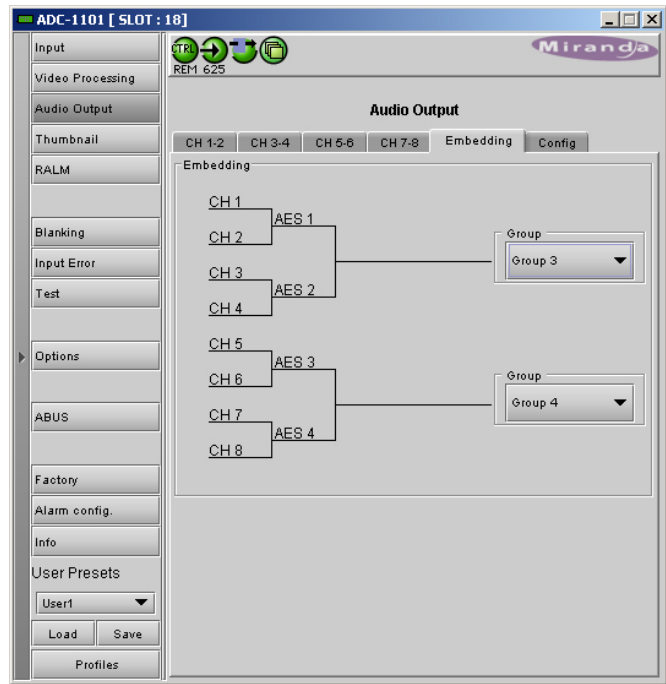 ADC-1101 [ SLOT : 18]
Input
Video Processing
Audio Output
Thumbnail
RALM
Blanking
Input Error
Test
Options
ABUS
Factory
Alarm config.
Info
User Presets
User1
Load Save
Profiles
CTRL
REM 625
Miranda
Audio Output
CH 1-2 CH 3-4 CH 5-6 CH 7-8 Embedding Config
Embedding
CH 1
AES 1
CH 2
Group
Group 3
CH 3
AES 2
CH 4
CH 5
AES 3
CH 6
Group
Group 4
CH 7
AES 4
CH 8